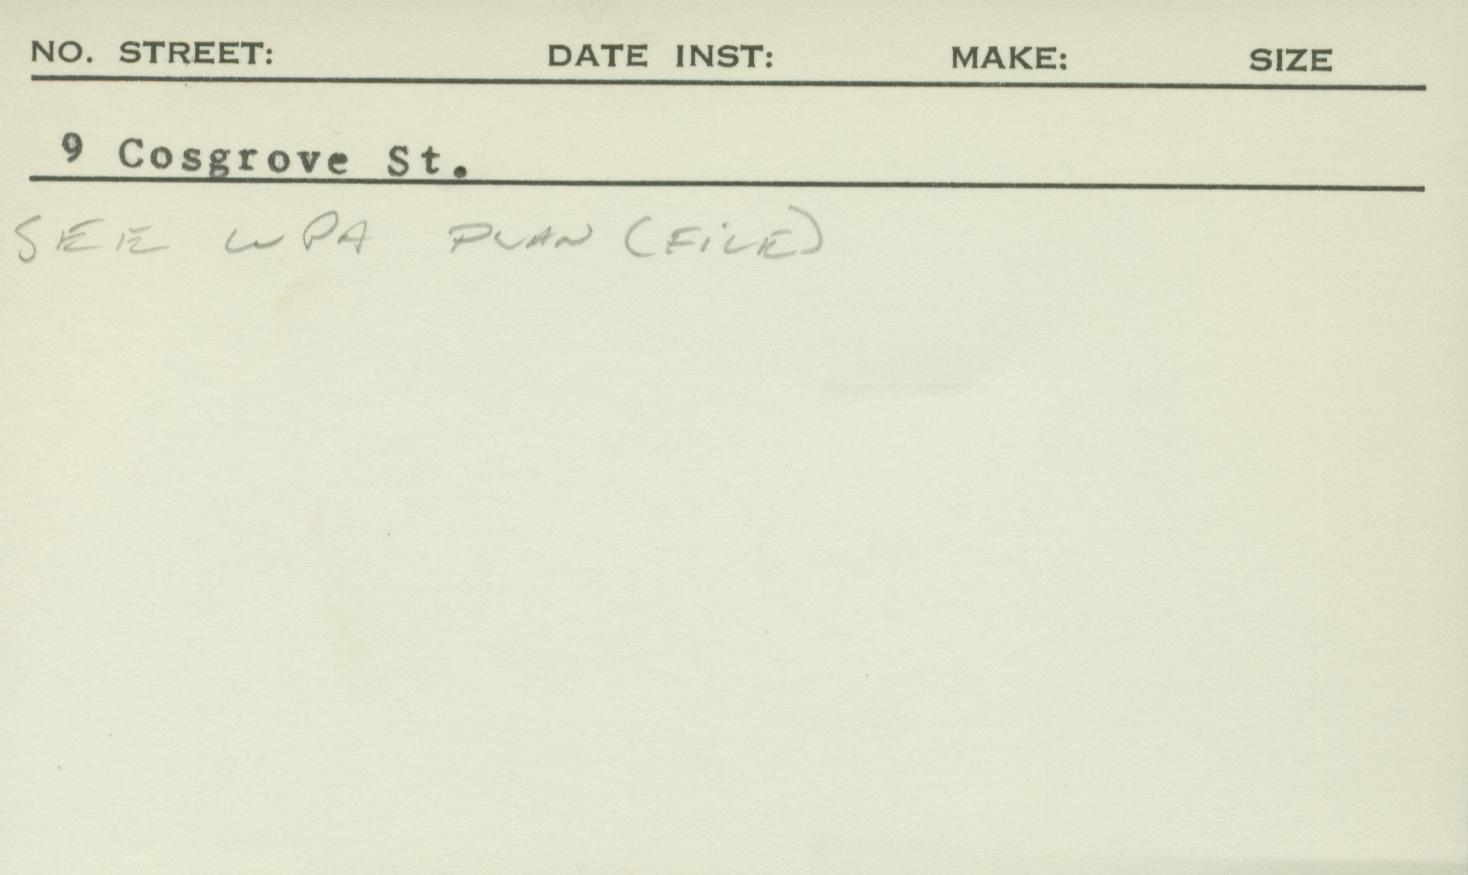 NO. STREET: DATE INST: MAKE: SIZE
9 Cosgrove St.
SEE WPA PLAN (FILE)